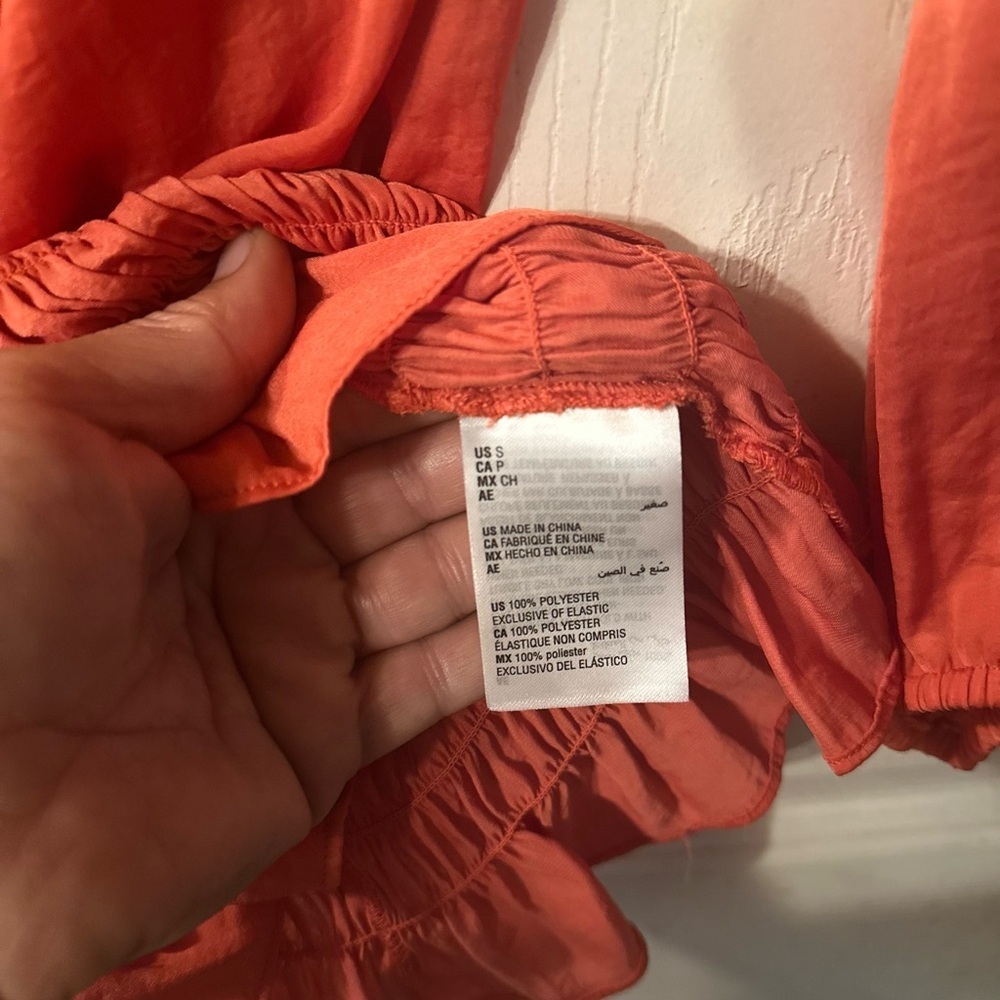 US S
CA P
MX CH
AE
صغير
US MADE IN CHINA
CA FABRIQUÉ EN CHINE
MX HECHO EN CHINA
AE
صُنع في الصين
US 100% POLYESTER
EXCLUSIVE OF ELASTIC
CA 100% POLYESTER
ÉLASTIQUE NON COMPRIS
MX 100% poliester
EXCLUSIVO DEL ELÁSTICO